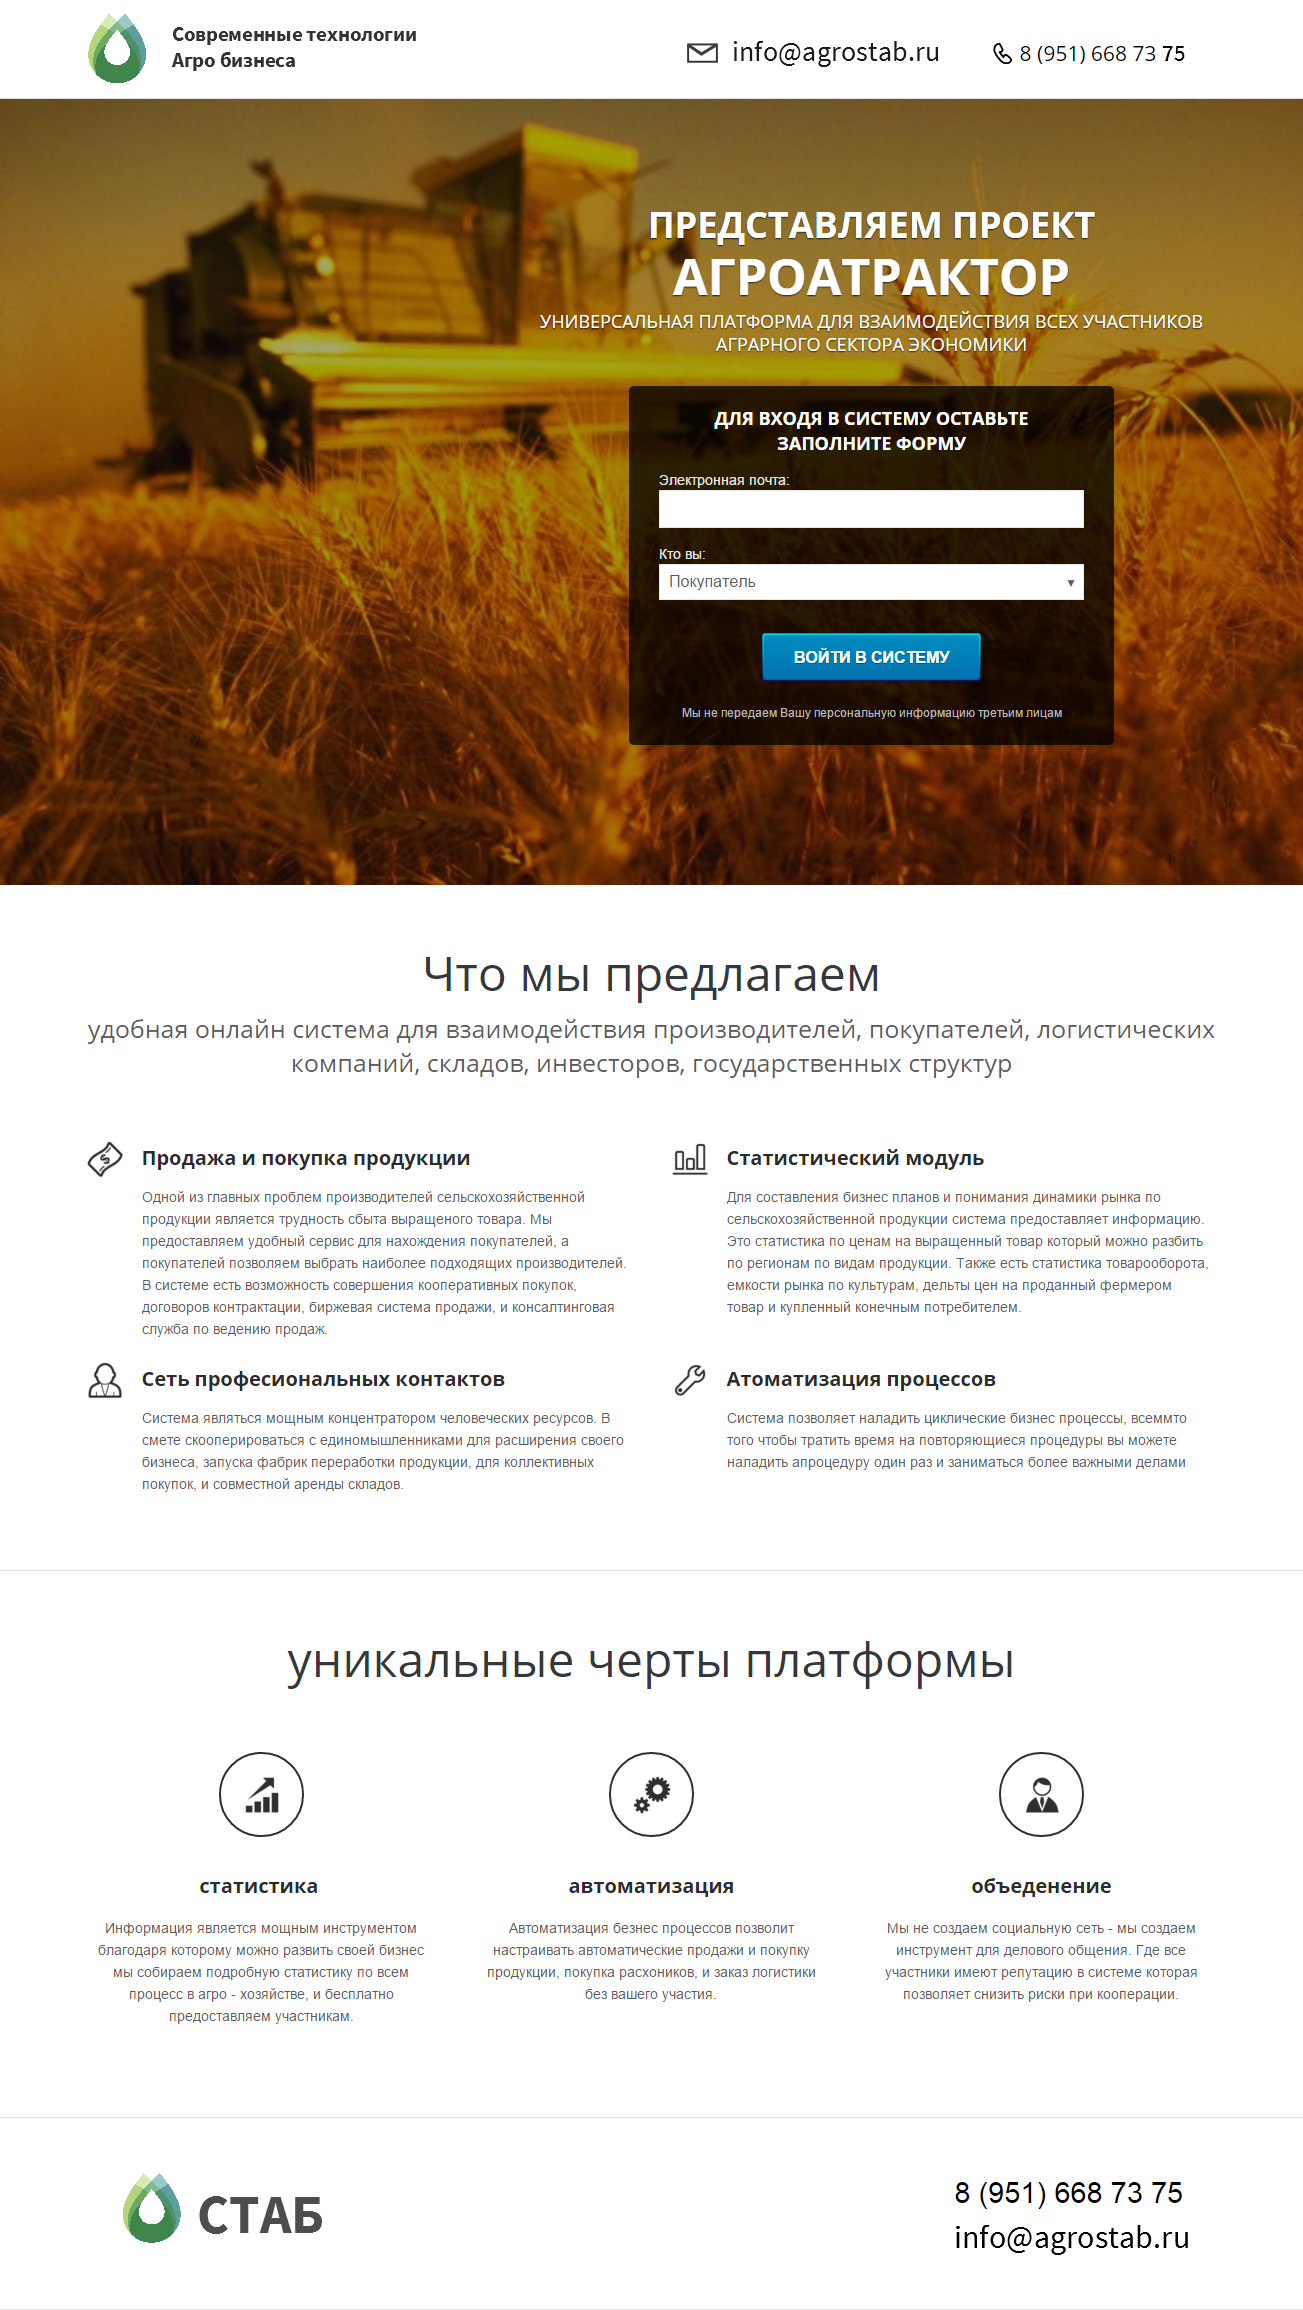 Современные технологии
Агро бизнеса
info@agrostab.ru
8 (951) 668 73 75
ПРЕДСТАВЛЯЕМ ПРОЕКТ
АГРОАТРАКТОР
УНИВЕРСАЛЬНАЯ ПЛАТФОРМА ДЛЯ ВЗАИМОДЕЙСТВИЯ ВСЕХ УЧАСТНИКОВ
АГРАРНОГО СЕКТОРА ЭКОНОМИКИ
ДЛЯ ВХОДЯ В СИСТЕМУ ОСТАВЬТЕ
ЗАПОЛНИТЕ ФОРМУ
Электронная почта:
Кто вы:
Покупатель
ВОЙТИ В СИСТЕМУ
Мы не передаем Вашу персональную информацию третьим лицам
Что мы предлагаем
удобная онлайн система для взаимодействия производителей, покупателей, логистических
компаний, складов, инвесторов, государственных структур
Продажа и покупка продукции
Одной из главных проблем производителей сельскохозяйственной
продукции является трудность сбыта выращеного товара. Мы
предоставляем удобный сервис для нахождения покупателей, а
покупателей позволяем выбрать наиболее подходящих производителей.
В системе есть возможность совершения кооперативных покупок,
договоров контрактации, биржевая система продажи, и консалтинговая
служба по ведению продаж.
Статистический модуль
Для составления бизнес планов и понимания динамики рынка по
сельскохозяйственной продукции система предоставляет информацию.
Это статистика по ценам на выращенный товар который можно разбить
по регионам по видам продукции. Также есть статистика товарооборота,
емкости рынка по культурам, дельты цен на проданный фермером
товар и купленный конечным потребителем.
Сеть професиональных контактов
Система являться мощным концентратором человеческих ресурсов. В
смете скооперироваться с единомышленниками для расширения своего
бизнеса, запуска фабрик переработки продукции, для коллективных
покупок, и совместной аренды складов.
Атоматизация процессов
Система позволяет наладить циклические бизнес процессы, всеммто
того чтобы тратить время на повторяющиеся процедуры вы можете
наладить апроцедуру один раз и заниматься более важными делами
уникальные черты платформы
статистика
Информация является мощным инструментом
благодаря которому можно развить своей бизнес
мы собираем подробную статистику по всем
процесс в агро - хозяйстве, и бесплатно
предоставляем участникам.
автоматизация
Автоматизация безнес процессов позволит
настраивать автоматические продажи и покупку
продукции, покупка расхоников, и заказ логистики
без вашего участия.
объеденение
Мы не создаем социальную сеть - мы создаем
инструмент для делового общения. Где все
участники имеют репутацию в системе которая
позволяет снизить риски при кооперации.
СТАБ
8 (951) 668 73 75
info@agrostab.ru